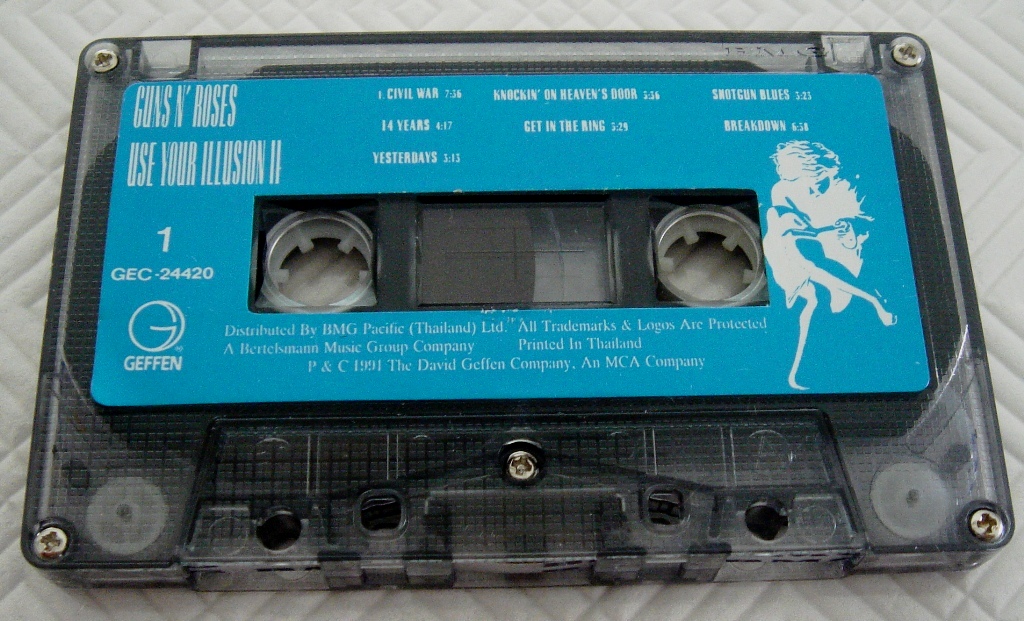 GUNS N' ROSES
USE YOUR ILLUSION II
1. CIVIL WAR 7:36 KNOCKIN' ON HEAVEN'S DOOR 5:36 SHOTGUN BLUES 3:23
14 YEARS 4:17 GET IN THE RING 5:29 BREAKDOWN 6:58
YESTERDAYS 3:13
1
GEC-24420
GEFFEN
Distributed By BMG Pacific (Thailand) Ltd. All Trademarks & Logos Are Protected
A Bertelsmann Music Group Company Printed In Thailand
P & C 1991 The David Geffen Company, An MCA Company